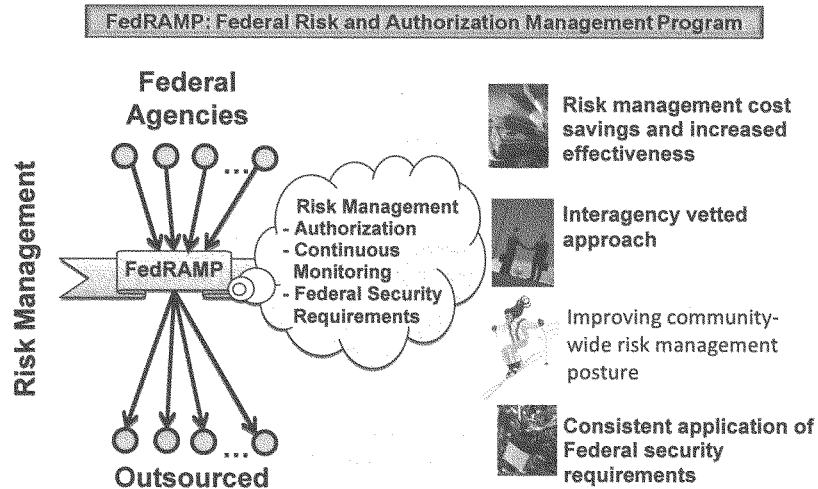 FedRAMP: Federal Risk and Authorization Management Program
Federal
Agencies
...
Risk Management
FedRAMP
Risk Management
- Authorization
- Continuous
Monitoring
- Federal Security
Requirements
...
Outsourced
Risk management cost
savings and increased
effectiveness
Interagency vetted
approach
Improving community-
wide risk management
posture
Consistent application of
Federal security
requirements